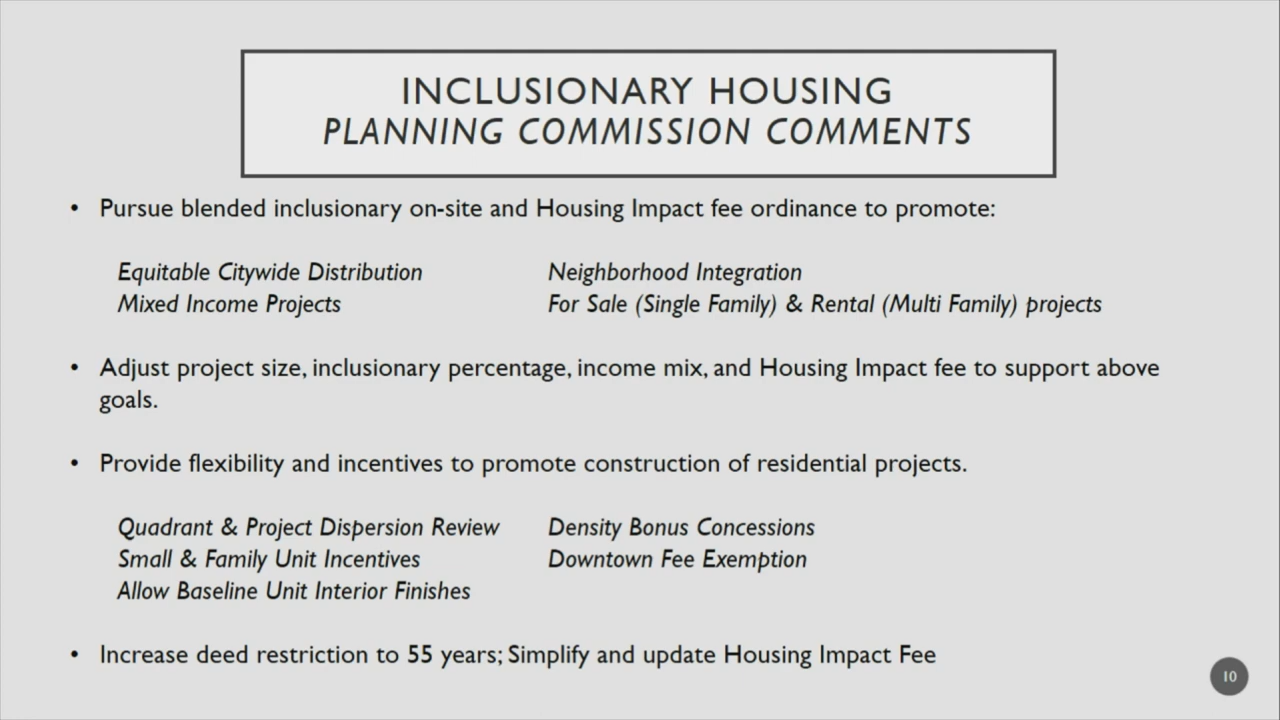 INCLUSIONARY HOUSING
PLANNING COMMISSION COMMENTS
• Pursue blended inclusionary on-site and Housing Impact fee ordinance to promote:
Equitable Citywide Distribution Neighborhood Integration
Mixed Income Projects For Sale (Single Family) & Rental (Multi Family) projects
• Adjust project size, inclusionary percentage, income mix, and Housing Impact fee to support above
goals.
• Provide flexibility and incentives to promote construction of residential projects.
Quadrant & Project Dispersion Review Density Bonus Concessions
Small & Family Unit Incentives Downtown Fee Exemption
Allow Baseline Unit Interior Finishes
• Increase deed restriction to 55 years; Simplify and update Housing Impact Fee
10